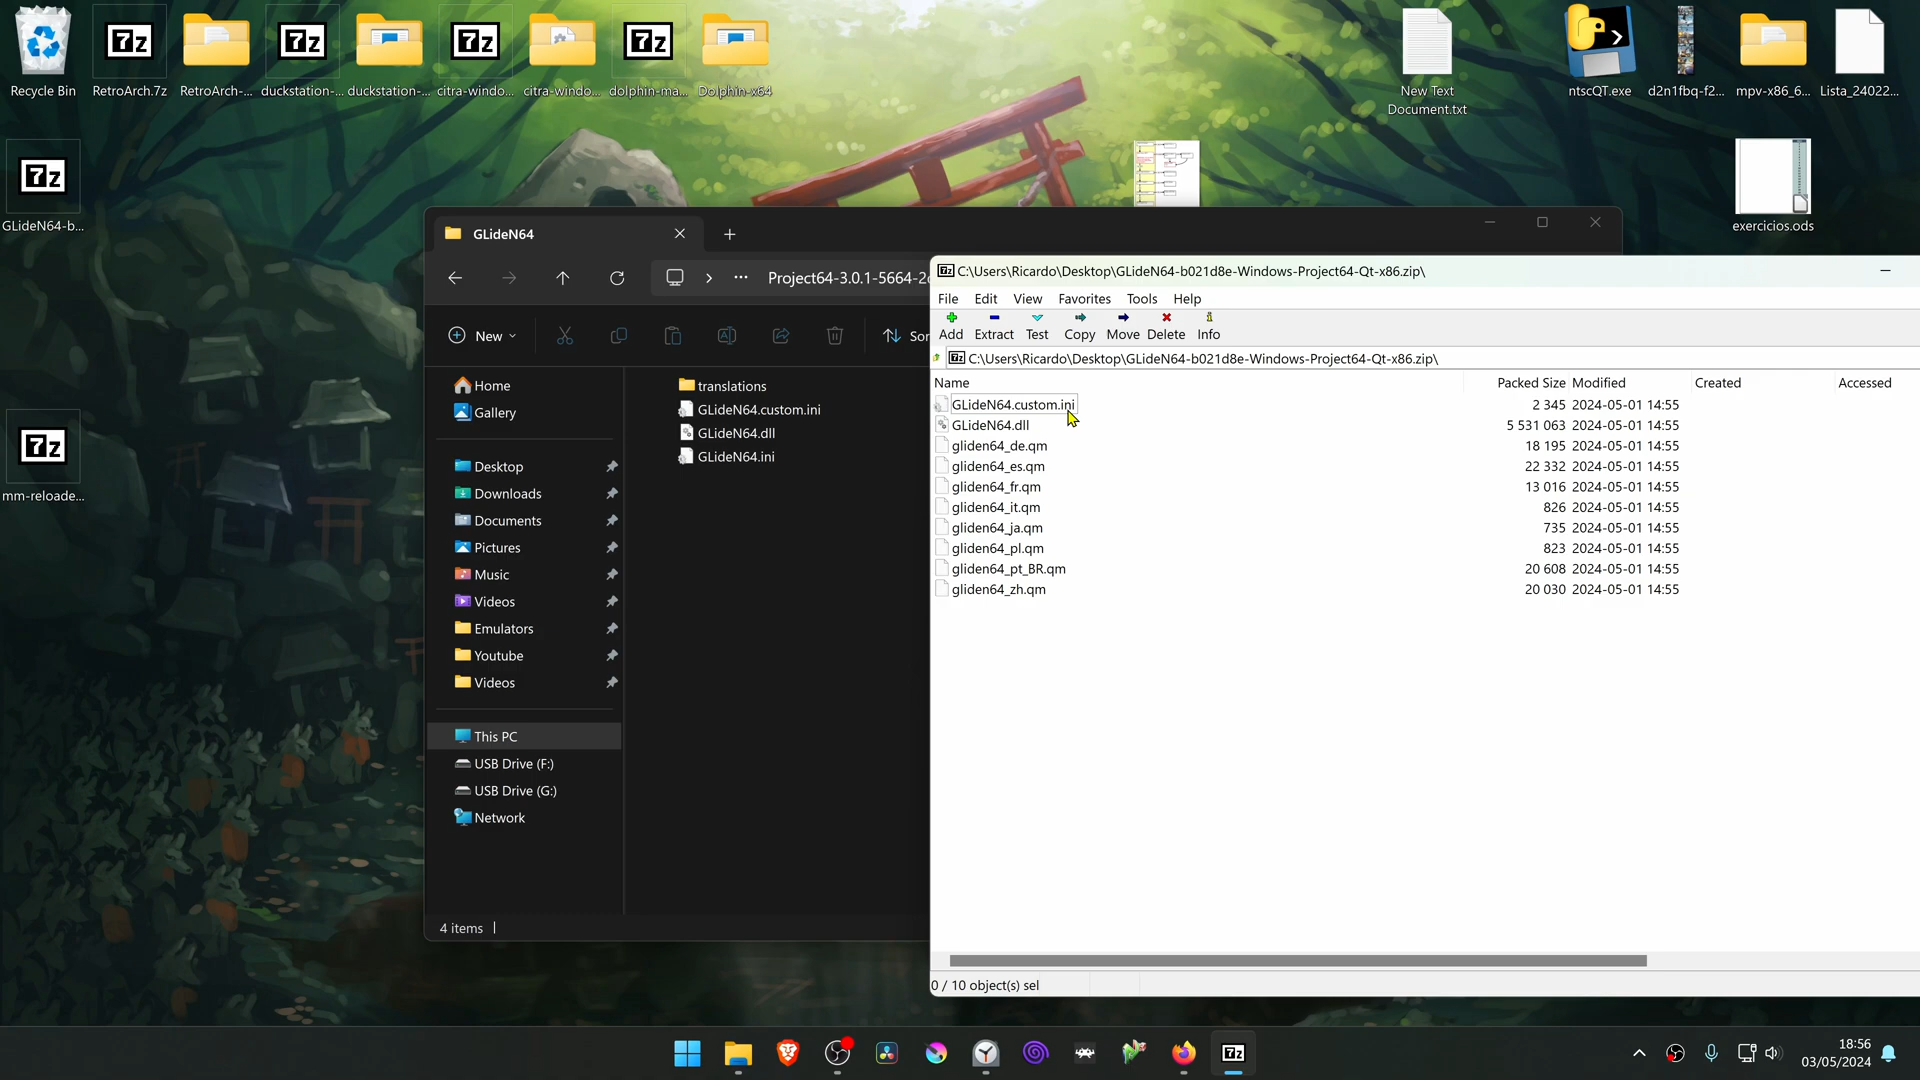 Recycle Bin
RetroArch.7z
RetroArch-...
duckstation-...
duckstation-...
citra-windo...
citra-windo...
dolphin-ma...
Dolphin-x64
New Text
Document.txt
ntscQT.exe
d2n1fbq-f2...
mpv-x86_6...
Lista_24022...
GLideN64-b...
exercicios.ods
mm-reloade...
GLideN64
Project64-3.0.1-5664-2
New
Sor
Home
Gallery
Desktop
Downloads
Documents
Pictures
Music
Videos
Emulators
Youtube
Videos
This PC
USB Drive (F:)
USB Drive (G:)
Network
translations
GLideN64.custom.ini
GLideN64.dll
GLideN64.ini
4 items
C:\Users\Ricardo\Desktop\GLideN64-b021d8e-Windows-Project64-Qt-x86.zip\
File Edit View Favorites Tools Help
Add Extract Test Copy Move Delete Info
C:\Users\Ricardo\Desktop\GLideN64-b021d8e-Windows-Project64-Qt-x86.zip\
Name Packed Size Modified Created Accessed
GLideN64.custom.ini 2 345 2024-05-01 14:55
GLideN64.dll 5 531 063 2024-05-01 14:55
gliden64_de.qm 18 195 2024-05-01 14:55
gliden64_es.qm 22 332 2024-05-01 14:55
gliden64_fr.qm 13 016 2024-05-01 14:55
gliden64_it.qm 826 2024-05-01 14:55
gliden64_ja.qm 735 2024-05-01 14:55
gliden64_pl.qm 823 2024-05-01 14:55
gliden64_pt_BR.qm 20 608 2024-05-01 14:55
gliden64_zh.qm 20 030 2024-05-01 14:55
0 / 10 object(s) sel
18:56
03/05/2024